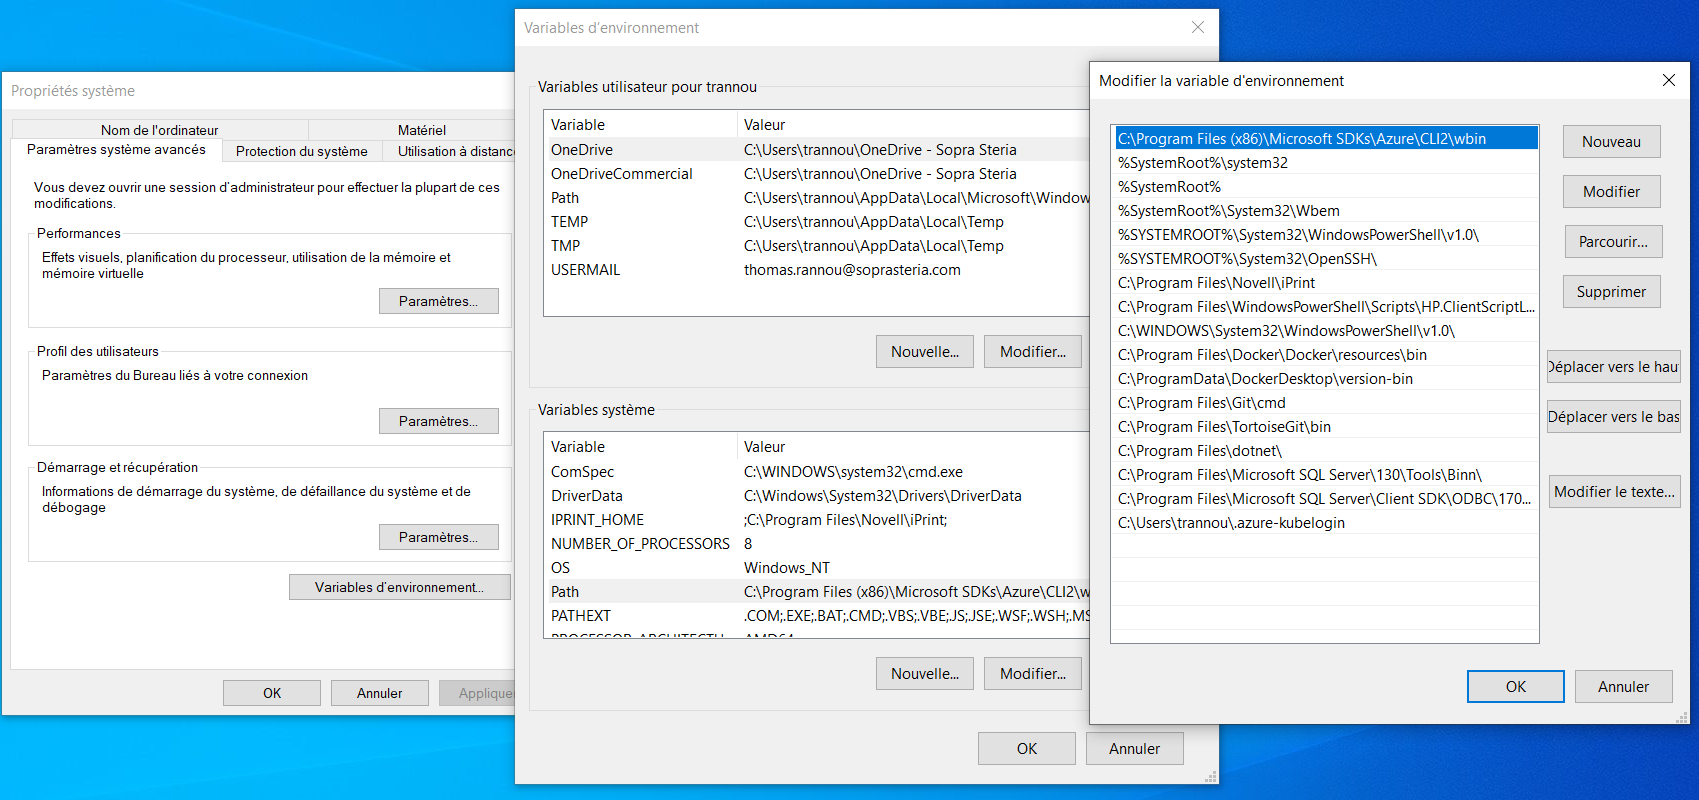 Propriétés système
Nom de l'ordinateur
Matériel
Paramètres système avancés
Protection du système
Utilisation à distanc
Vous devez ouvrir une session d'administrateur pour effectuer la plupart de ces
modifications.
Performances
Effets visuels, planification du processeur, utilisation de la mémoire et
mémoire virtuelle
Paramètres...
Profil des utilisateurs
Paramètres du Bureau liés à votre connexion
Paramètres...
Démarrage et récupération
Informations de démarrage du système, de défaillance du système et de
débogage
Paramètres...
Variables d'environnement...
OK
Annuler
Appliquer
Variables d'environnement
Variables utilisateur pour trannou
Variable Valeur
OneDrive C:\Users\trannou\OneDrive - Sopra Steria
OneDriveCommercial C:\Users\trannou\OneDrive - Sopra Steria
Path C:\Users\trannou\AppData\Local\Microsoft\Window
TEMP C:\Users\trannou\AppData\Local\Temp
TMP C:\Users\trannou\AppData\Local\Temp
USERMAIL thomas.rannou@soprasteria.com
Nouvelle...
Modifier...
Variables système
Variable Valeur
ComSpec C:\WINDOWS\system32\cmd.exe
DriverData C:\Windows\System32\Drivers\DriverData
IPRINT_HOME ;C:\Program Files\Novell\iPrint;
NUMBER_OF_PROCESSORS 8
OS Windows_NT
Path C:\Program Files (x86)\Microsoft SDKs\Azure\CLI2\w
PATHEXT .COM;.EXE;.BAT;.CMD;.VBS;.VBE;.JS;.JSE;.WSF;.WSH;.MS
PROCESSOR_ARCHITECTU AMD64
Nouvelle...
Modifier...
OK
Annuler
Modifier la variable d'environnement
C:\Program Files (x86)\Microsoft SDKs\Azure\CLI2\wbin
%SystemRoot%\system32
%SystemRoot%
%SystemRoot%\System32\Wbem
%SYSTEMROOT%\System32\WindowsPowerShell\v1.0\
%SYSTEMROOT%\System32\OpenSSH\
C:\Program Files\Novell\iPrint
C:\Program Files\WindowsPowerShell\Scripts\HP.ClientScriptL...
C:\WINDOWS\System32\WindowsPowerShell\v1.0\
C:\Program Files\Docker\Docker\resources\bin
C:\ProgramData\DockerDesktop\version-bin
C:\Program Files\Git\cmd
C:\Program Files\TortoiseGit\bin
C:\Program Files\dotnet\
C:\Program Files\Microsoft SQL Server\130\Tools\Binn\
C:\Program Files\Microsoft SQL Server\Client SDK\ODBC\170...
C:\Users\trannou\.azure-kubelogin
Nouveau
Modifier
Parcourir...
Supprimer
Déplacer vers le hau
Déplacer vers le bas
Modifier le texte...
OK
Annuler